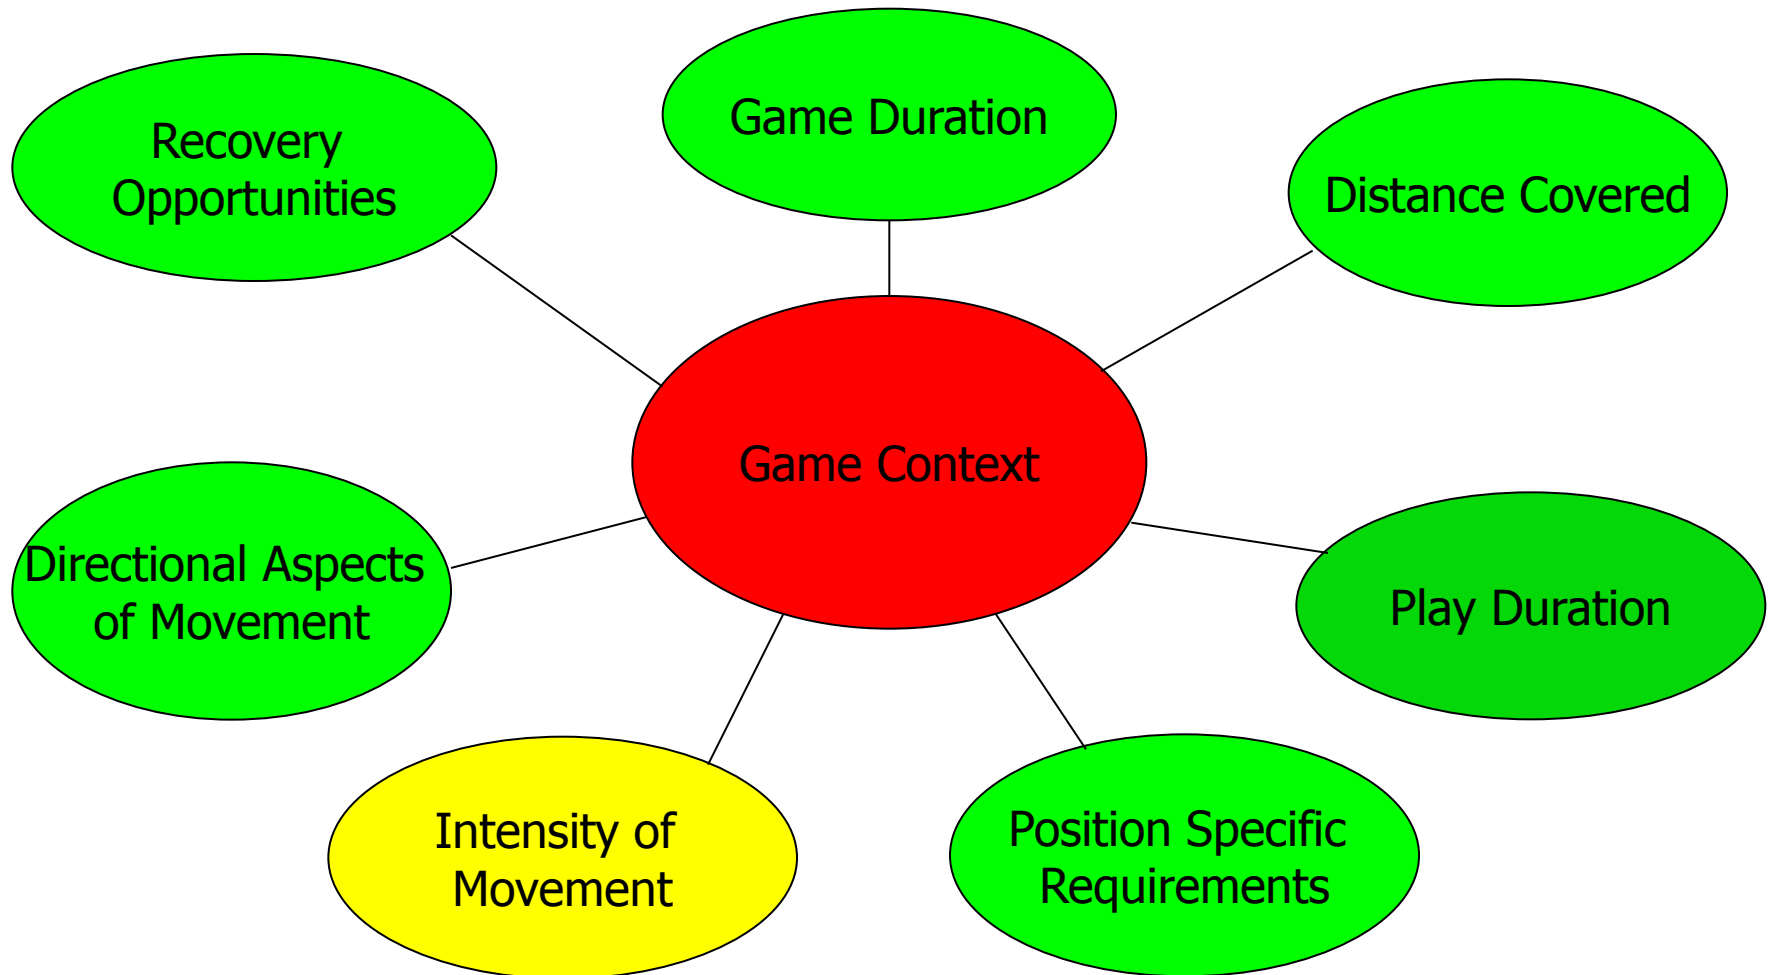 Game Duration
Recovery
Opportunities
Distance Covered
Game Context
Directional Aspects
of Movement
Play Duration
Intensity of
Movement
Position Specific
Requirements